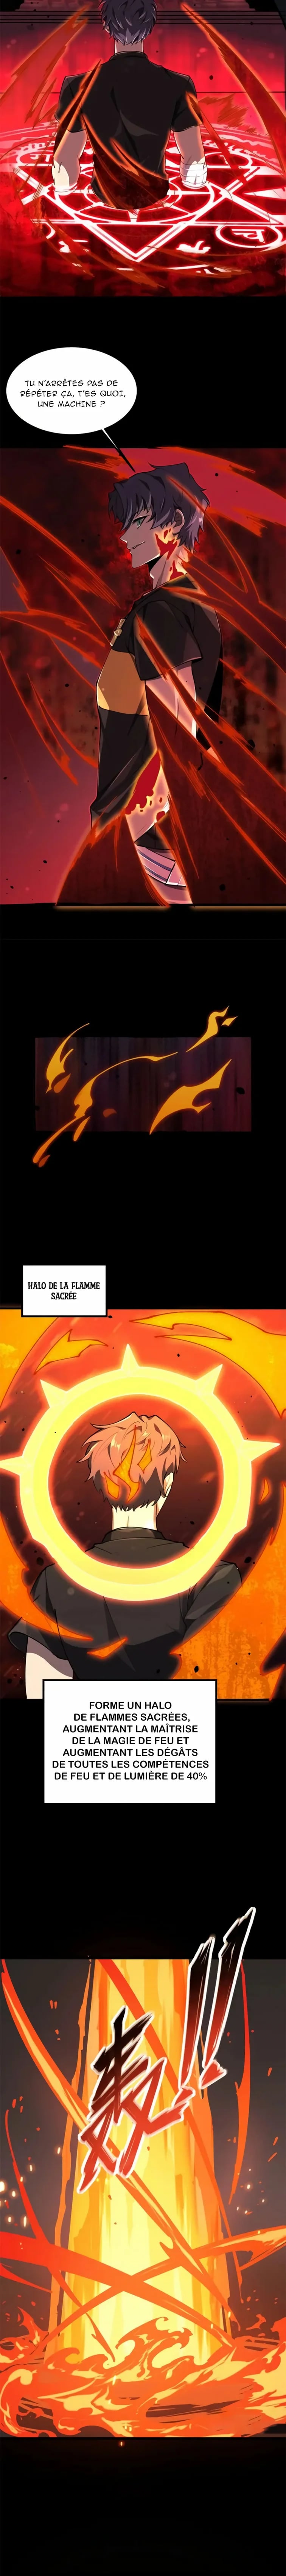 TU N'ARRÊTES PAS DE
RÉPÉTER ÇA, T'ES QUOI,
UNE MACHINE ?
HALO DE LA FLAMME
SACRÉE
FORME UN HALO
DE FLAMMES SACRÉES,
AUGMENTANT LA MAÎTRISE
DE LA MAGIE DE FEU ET
AUGMENTANT LES DÉGÂTS
DE TOUTES LES COMPÉTENCES
DE FEU ET DE LUMIÈRE DE 40%